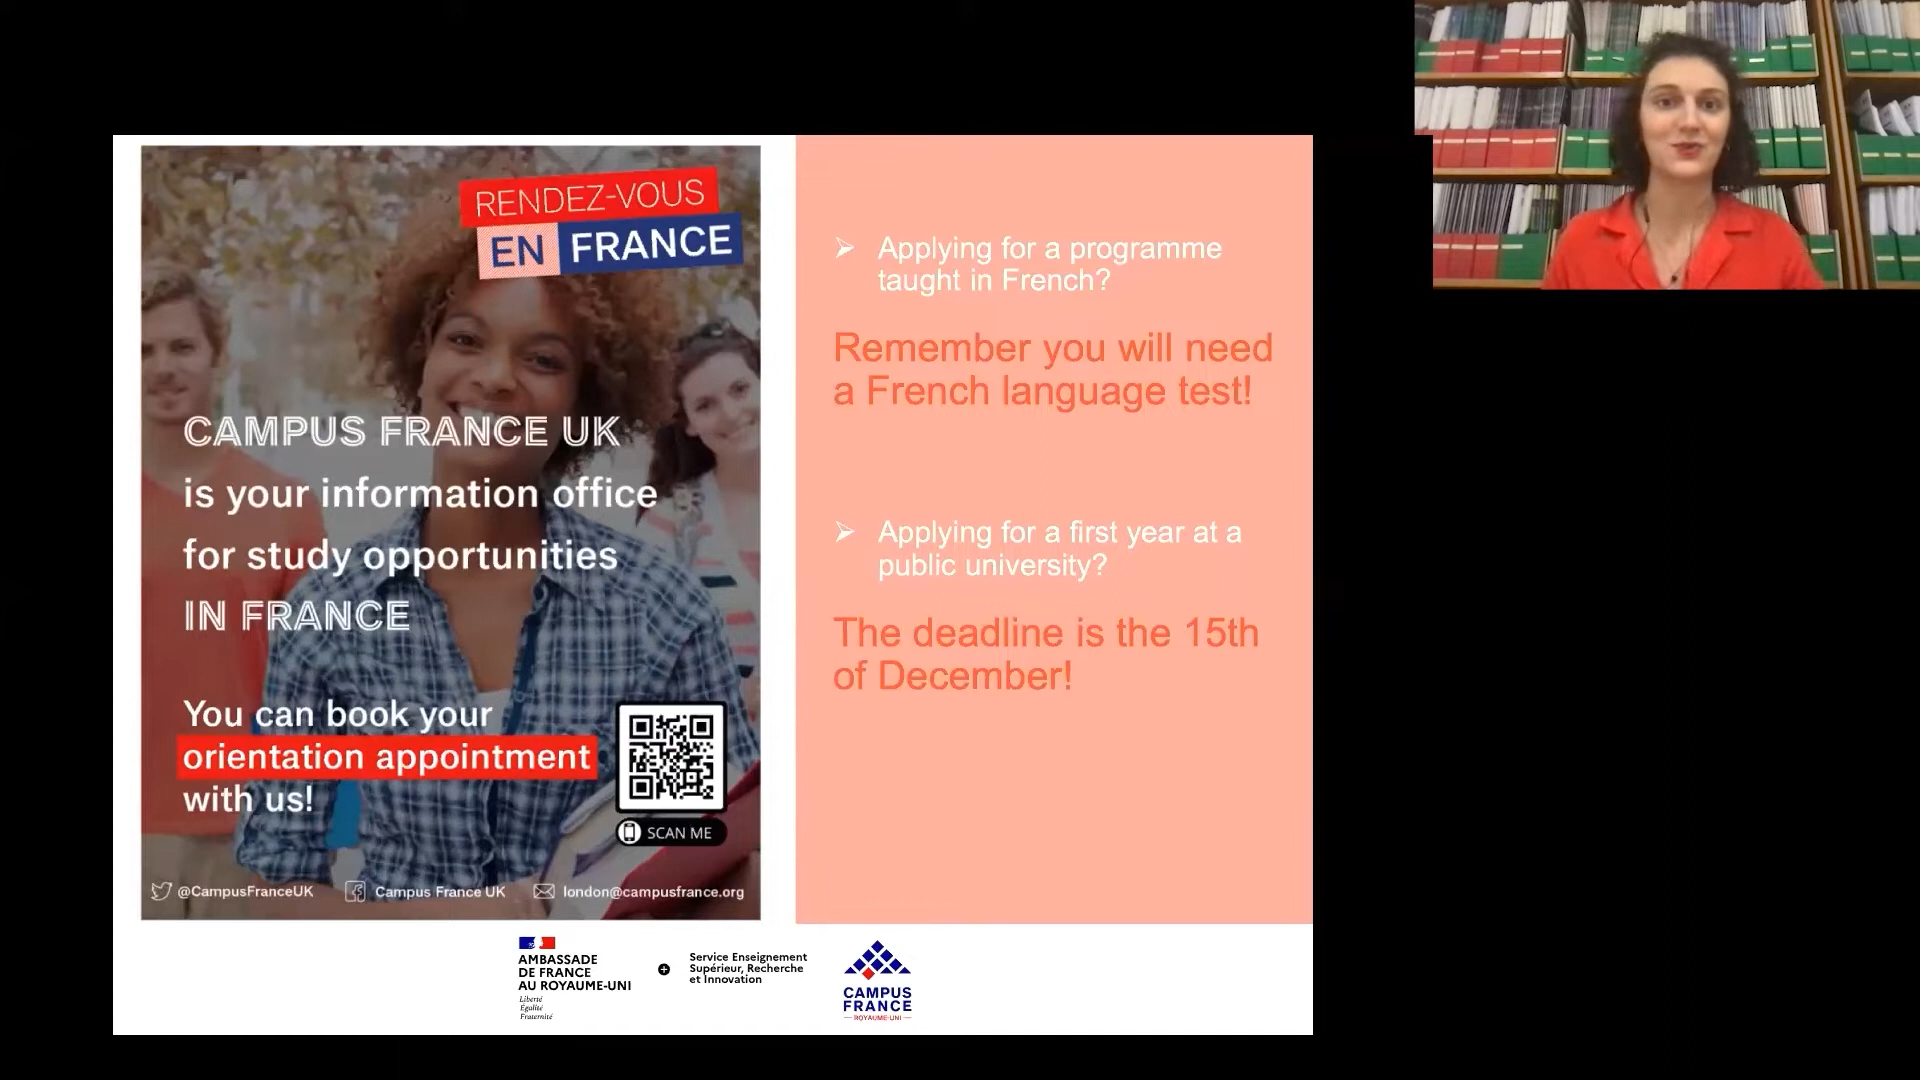 RENDEZ-VOUS
EN FRANCE
CAMPUS FRANCE UK
is your information office
for study opportunities
IN FRANCE
You can book your
orientation appointment
with us!
SCAN ME
@CampusFranceUK
Campus France UK
london@campusfrance.org
Applying for a programme
taught in French?
Remember you will need
a French language test!
Applying for a first year at a
public university?
The deadline is the 15th
of December!
AMBASSADE
DE FRANCE
AU ROYAUME-UNI
Liberté
Égalité
Fraternité
Service Enseignement
Supérieur, Recherche
et Innovation
CAMPUS
FRANCE
ROYAUME-UNI